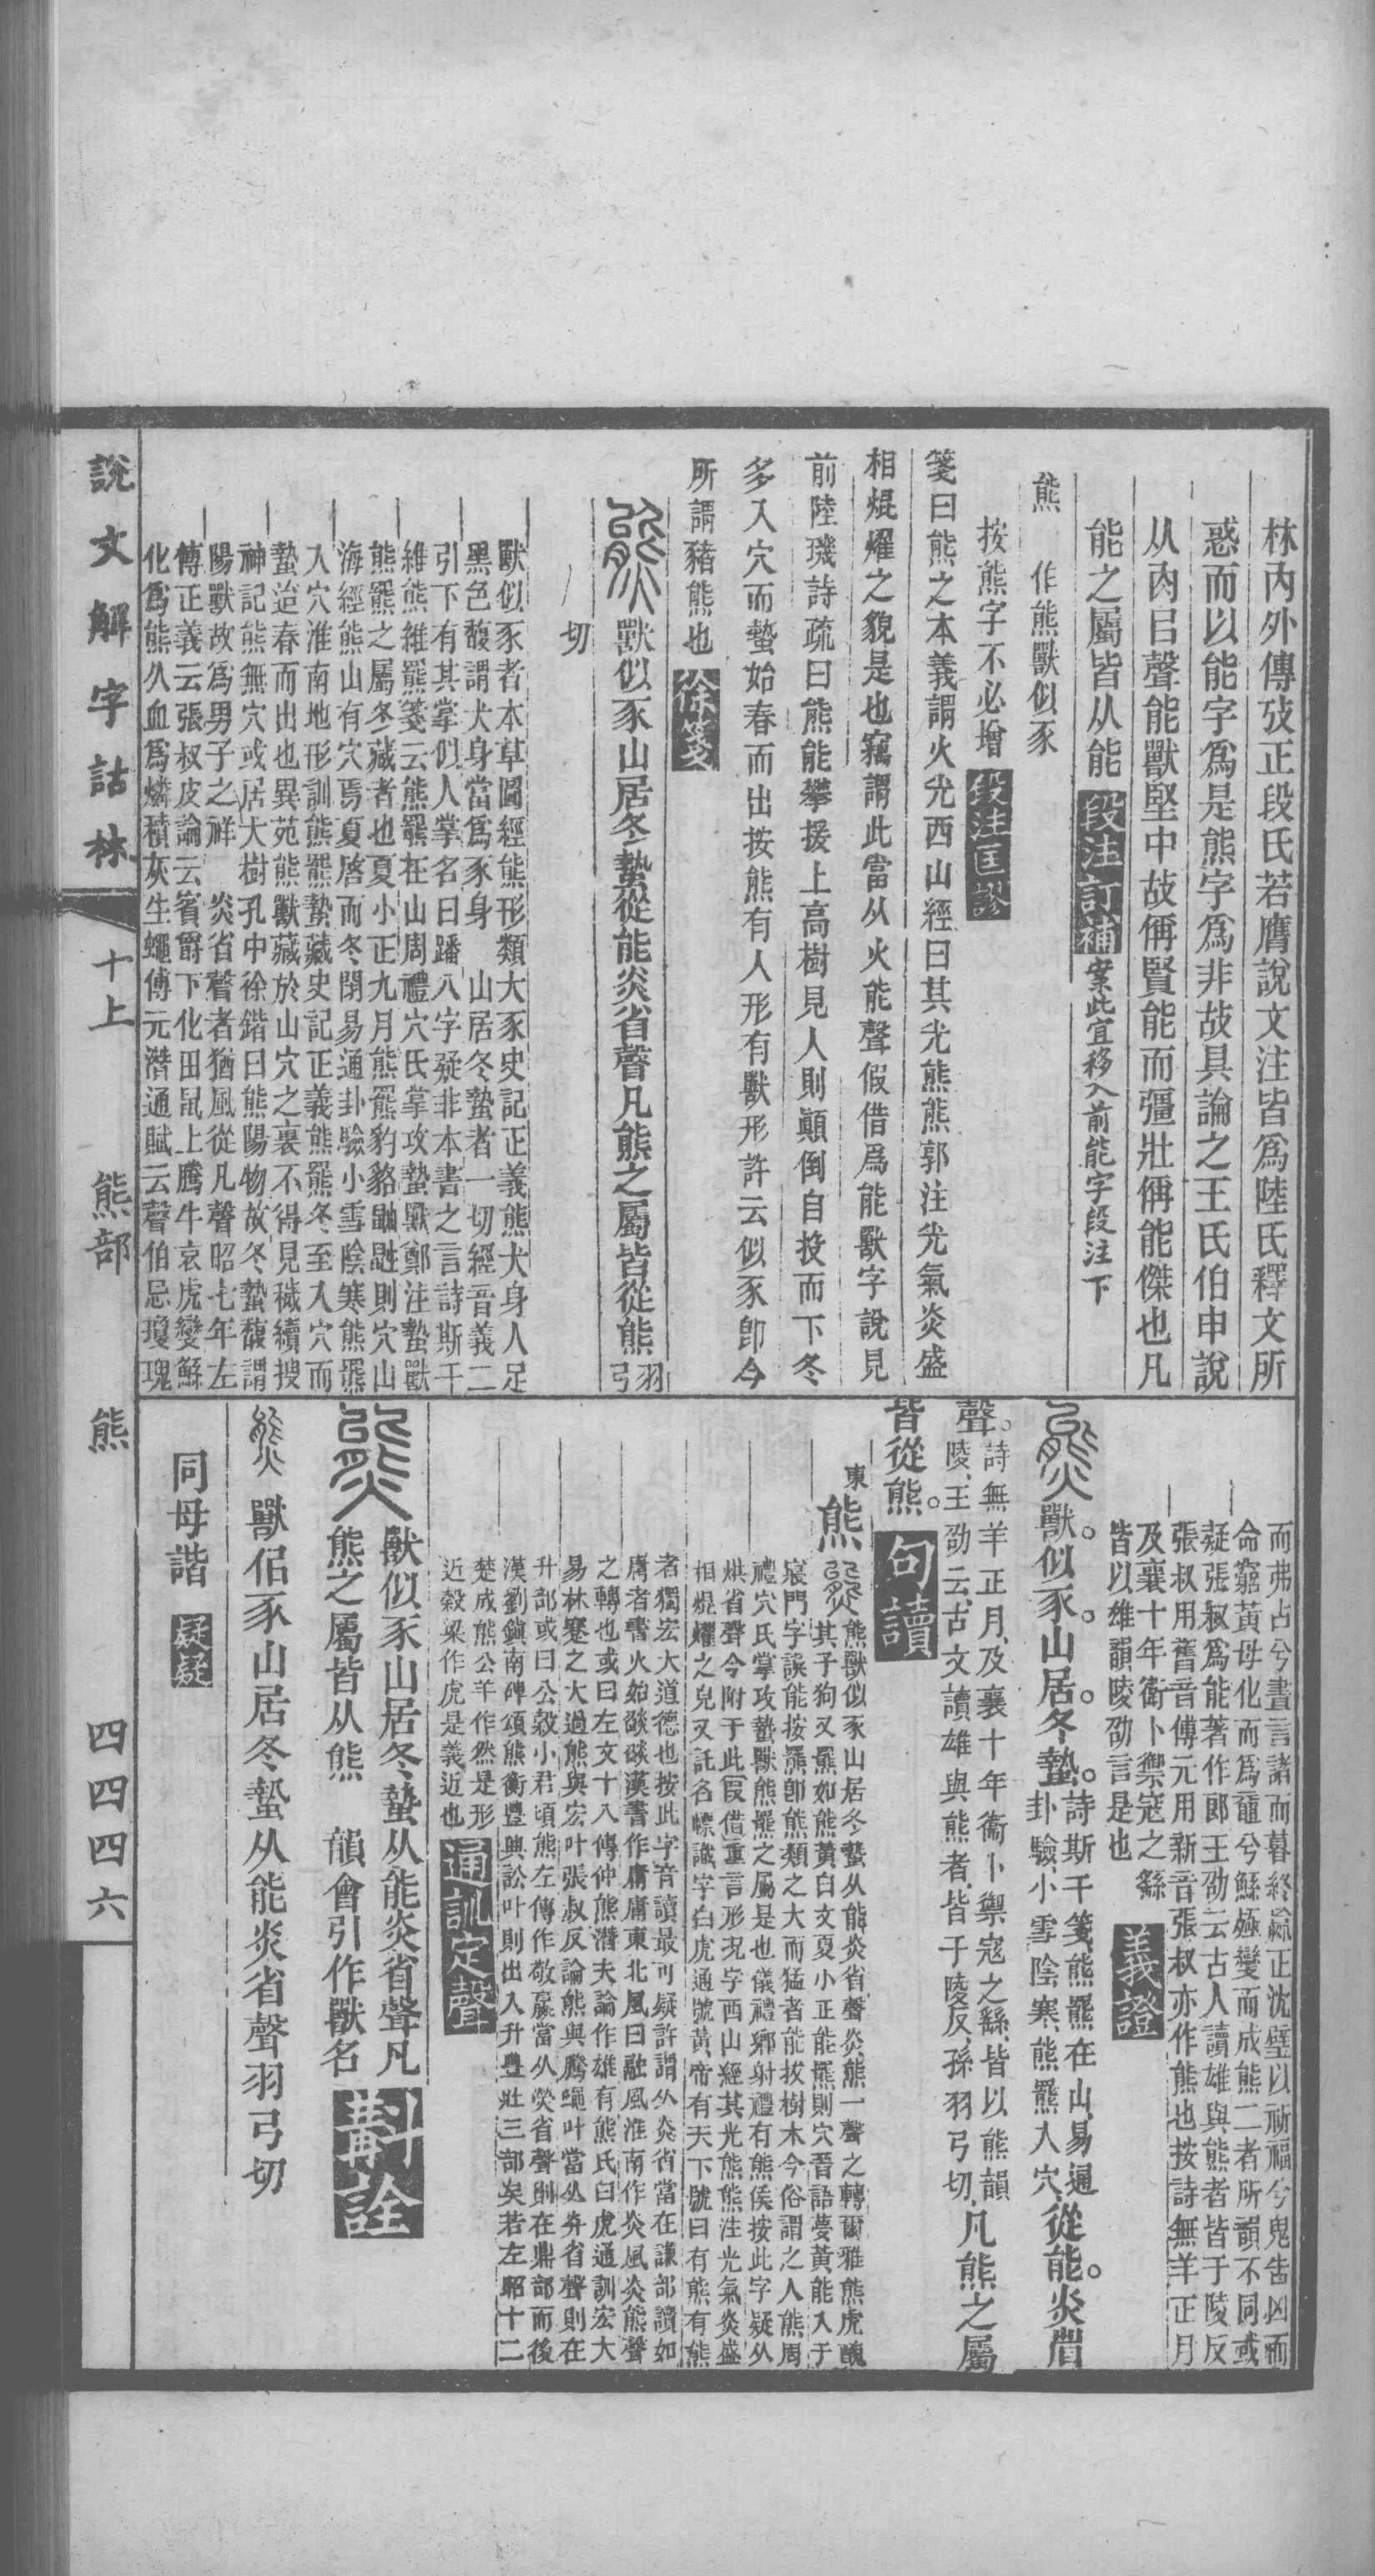 林內外傳攷正段氏若膺說文注皆爲陸氏釋文所
惑而以能字爲是熊字爲非故具論之王氏伯申說
从肉㠯聲能獸堅中故偁賢能而彊壯偁能傑也凡
能之屬皆从能 段注訂補 案此宜移入前能字段注下
熊 作熊獸似豕
按熊字不必增 段注匡謬
箋曰熊之本義謂火光西山經曰其光熊熊郭注光氣炎盛
相焜燿之貌是也竊謂此當从火能聲假借爲能獸字說見
前陸璣詩疏曰熊能攀援上高樹見人則顚倒自投而下冬
多入穴而蟄始春而出按熊有人形有獸形許云似豕卽今
所謂豬熊也 徐箋
獸似豕山居冬蟄從能炎省聲凡熊之屬皆從熊羽弓
切
獸似豕者本草圖經熊形類大豕史記正義熊犬身人足
黑色馥謂犬身當爲豕身 山居冬蟄者一切經音義二
引下有其掌似人掌名曰蹯八字疑非本書之言詩斯干
維熊維羆箋云熊羆在山周禮穴氏掌攻蟄獸鄭注蟄獸
熊羆之屬冬藏者也夏小正九月熊羆豹貉鼬鼪則穴山
海經熊山有穴焉夏啓而冬閉易通卦驗小雪陰寒熊羆
入穴淮南地形訓熊羆蟄藏史記正義熊羆冬至入穴而
蟄迨春而出也異苑熊獸藏於山穴之裏不得見穢續搜
神記熊無穴或居大樹孔中徐鍇曰熊陽物故冬蟄馥謂
陽獸故爲男子之祥 炎省聲者猶風從凡聲昭七年左
傳正義云張叔皮論云賓爵下化田鼠上騰牛哀虎變鯀
化爲熊久血爲燐積灰生蠅傅元潛通賦云聲伯忌瓊瑰
而弗占兮晝言諸而暮終嬴正沈璧以祈福兮鬼告凶而
命窮黃母化而爲黿兮鯀殛變而成熊二者所韻不同或
疑張叔爲能著作郎王劭云古人讀雄與熊者皆于陵反
張叔用舊音傅元用新音張叔亦作熊也按詩無羊正月
及襄十年衛卜禦寇之繇
皆以雄韻陵劭言是也 義證
獸。似豕。山居。冬蟄。詩斯干箋熊羆在山、易通
卦驗、小雪陰寒、熊羆入穴、從能。炎省
聲。詩無羊正月、及襄十年衞卜禦寇之繇、皆以熊韻
陵、王劭云、古文讀雄與熊者、皆于陵反、孫羽弓切、凡熊之屬
皆從熊。 句讀
東 熊 熊獸似豕山居冬蟄从能炎省聲炎熊一聲之轉爾雅熊虎醜
其子狗又羆如熊黃白文夏小正熊羆則穴晉語夢黃能入于
寢門字誤能按羆卽熊類之大而猛者能拔樹木今俗謂之人熊周
禮穴氏掌攻蟄獸熊羆之屬是也儀禮鄉射禮有熊侯按此字疑从
烘省聲今附于此 叚借 重言形況字西山經其光熊熊注光氣炎盛
相焜燿之皃又託名幖識字白虎通號黃帝有天下號曰有熊有熊
者獨宏大道德也按此字音讀最可疑許謂从炎省當在謙部讀如
膺者書火始燄燄漢書作庸庸東北風曰融風淮南作炎風炎熊聲
之轉也或曰左文十八傳仲熊潛夫論作雄有熊氏白虎通訓宏大
易林蹇之大過熊與宏叶張叔反論熊與騰蠅叶當从夅省聲則在
升部或曰公穀小君頃熊左傳作敬嬴當从熒省聲則在鼎部而後
漢劉鎭南碑頌熊衡豐興訟叶則出入升豐壯三部矣若左昭十二
楚成熊公羊作然是形
近穀梁作虎是義近也 通訓定聲
獸似豕山居冬蟄从能炎省聲凡
熊之屬皆从熊 韻會引作獸名 斠詮
獸佀豕山居冬蟄从能炎省聲羽弓切
同母諧 疑疑
說文解字詁林 十上 熊部 熊 四四四六